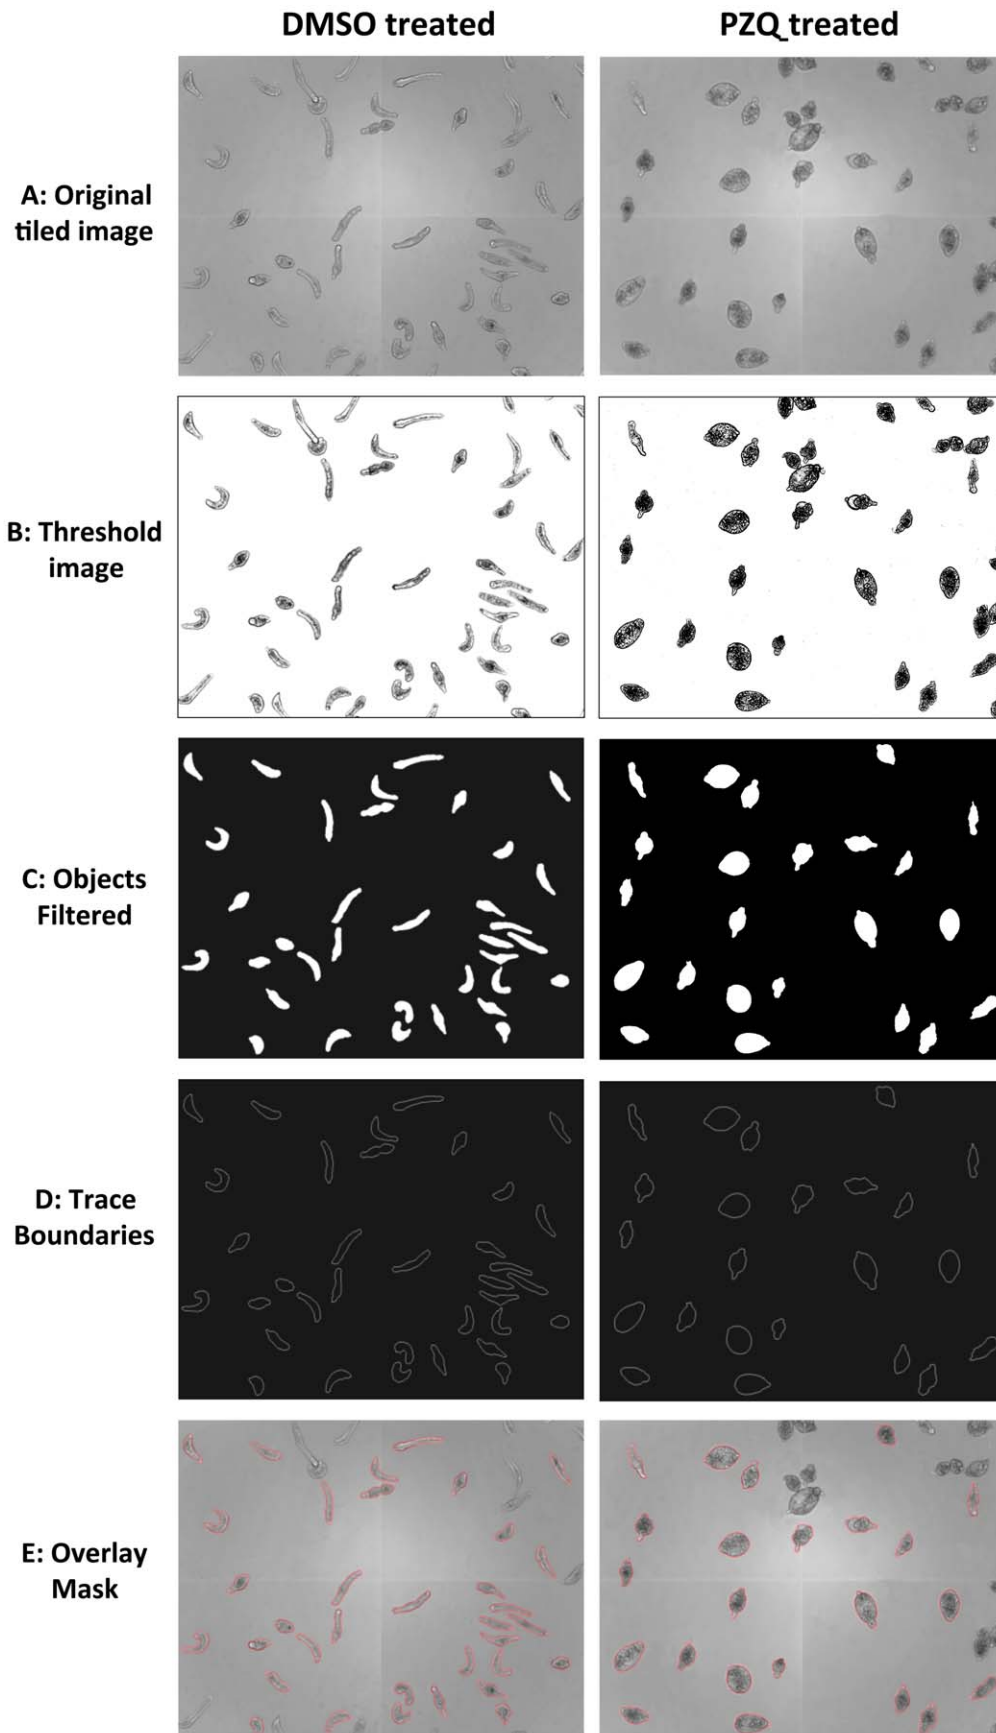 DMSO treated
PZQ treated
A: Original
tiled image
B: Threshold
image
C: Objects
Filtered
D: Trace
Boundaries
E: Overlay
Mask